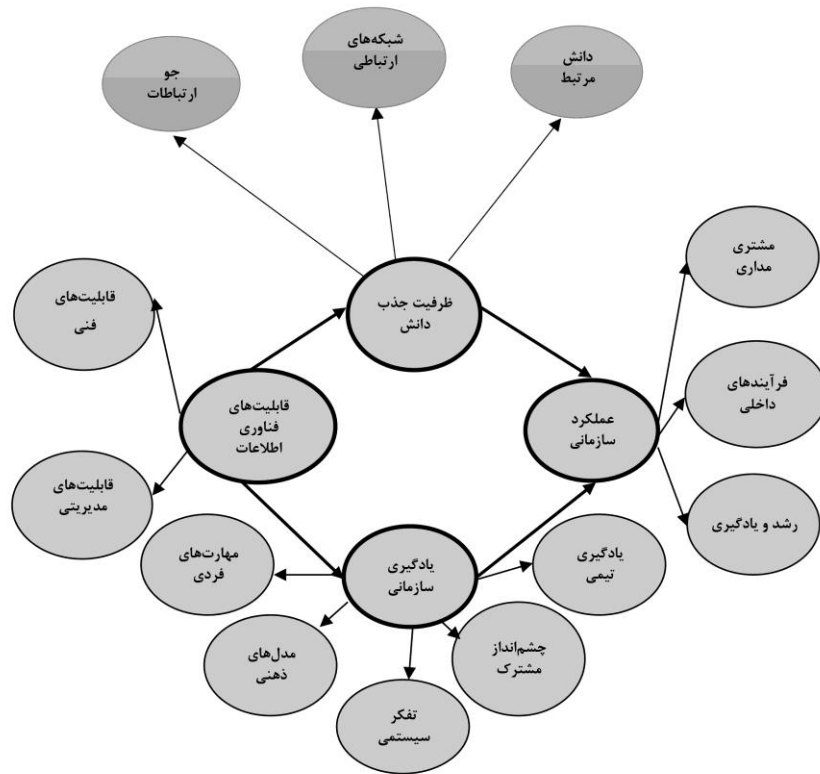 شبکه‌های
ارتباطی
دانش
مرتبط
جو
ارتباطات
مشتری
مداری
ظرفیت جذب
دانش
قابلیت‌های
فنی
فرآیندهای
داخلی
قابلیت‌های
فناوری
اطلاعات
عملکرد
سازمانی
قابلیت‌های
مدیریتی
رشد و یادگیری
مهارت‌های
فردی
یادگیری
سازمانی
یادگیری
تیمی
مدل‌های
ذهنی
چشم‌انداز
مشترک
تفکر
سیستمی